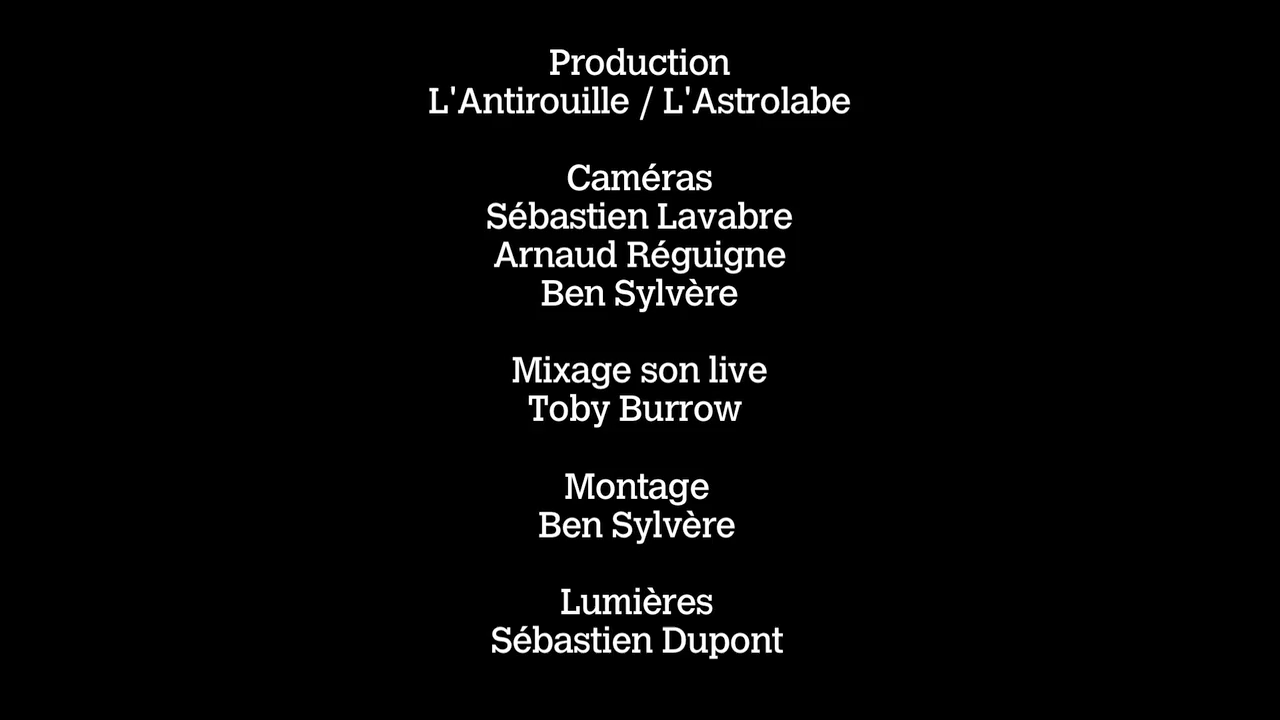 Production
L'Antirouille / L'Astrolabe
Caméras
Sébastien Lavabre
Arnaud Réguigne
Ben Sylvère
Mixage son live
Toby Burrow
Montage
Ben Sylvère
Lumières
Sébastien Dupont